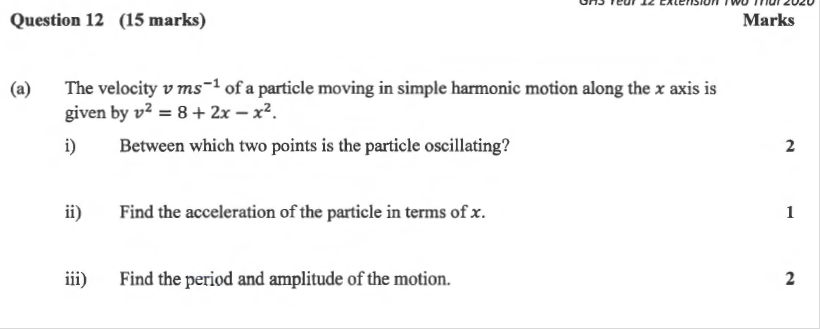 GHS Year 12 Extension Two Trial 2020
Question 12 (15 marks) Marks
(a) The velocity v ms⁻¹ of a particle moving in simple harmonic motion along the x axis is
given by v² = 8 + 2x − x².
i) Between which two points is the particle oscillating? 2
ii) Find the acceleration of the particle in terms of x. 1
iii) Find the period and amplitude of the motion. 2